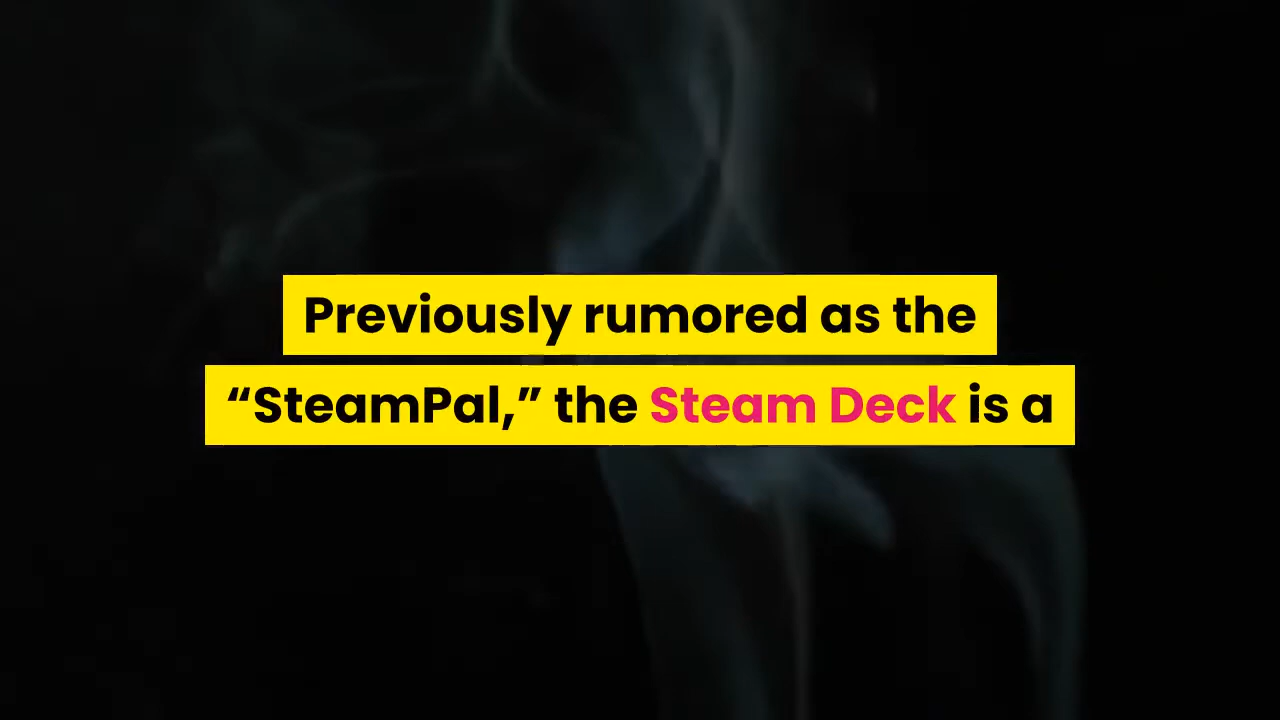 Previously rumored as the
“SteamPal,” the Steam Deck is a